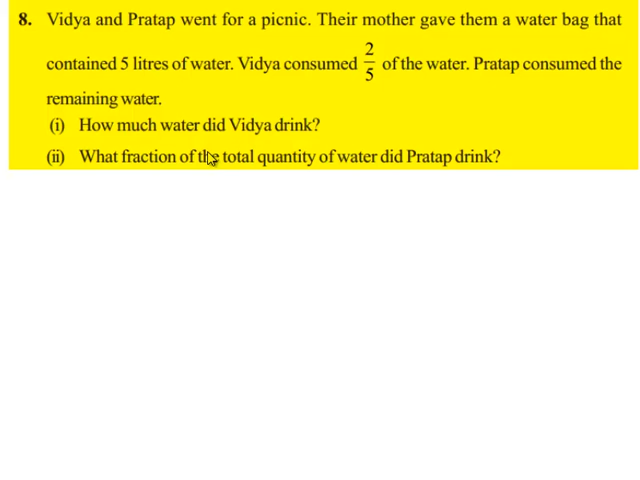 8. Vidya and Pratap went for a picnic. Their mother gave them a water bag that
contained 5 litres of water. Vidya consumed 2/5 of the water. Pratap consumed the
remaining water.
(i) How much water did Vidya drink?
(ii) What fraction of the total quantity of water did Pratap drink?